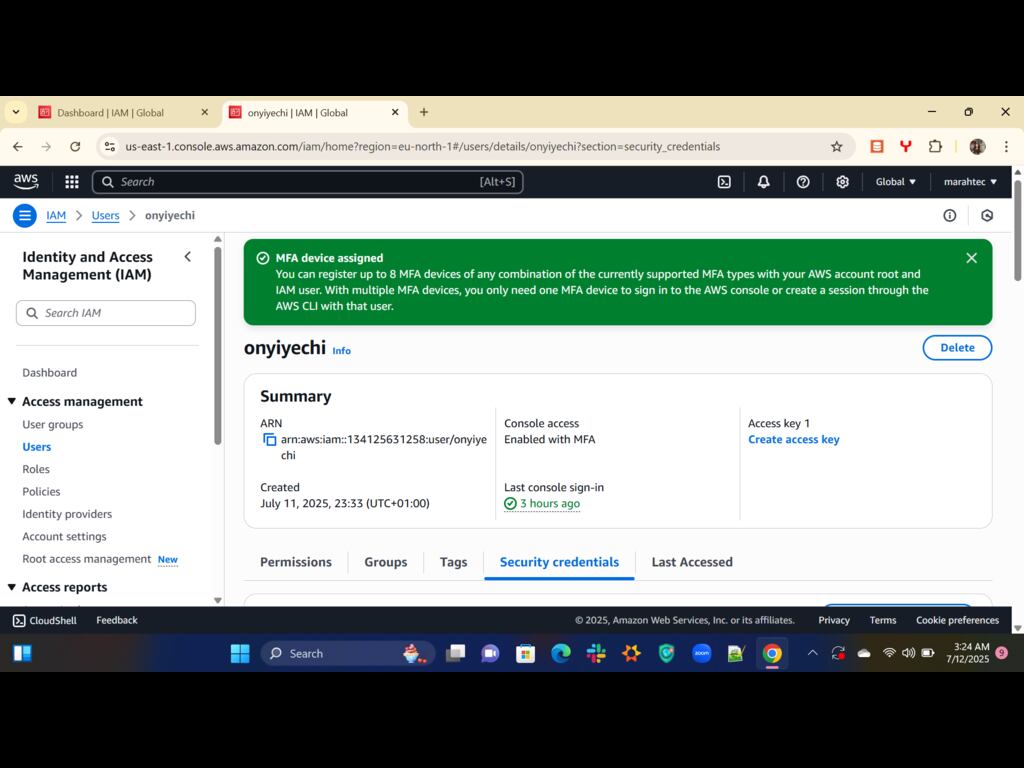 Dashboard | IAM | Global
onyiyechi | IAM | Global
us-east-1.console.aws.amazon.com/iam/home?region=eu-north-1#/users/details/onyiyechi?section=security_credentials
aws
Search
[Alt+S]
Global
marahtec
IAM
Users
onyiyechi
Identity and Access
Management (IAM)
Search IAM
Dashboard
Access management
User groups
Users
Roles
Policies
Identity providers
Account settings
Root access management New
Access reports
MFA device assigned
You can register up to 8 MFA devices of any combination of the currently supported MFA types with your AWS account root and
IAM user. With multiple MFA devices, you only need one MFA device to sign in to the AWS console or create a session through the
AWS CLI with that user.
onyiyechi Info
Delete
Summary
ARN
arn:aws:iam::134125631258:user/onyiye
chi
Created
July 11, 2025, 23:33 (UTC+01:00)
Console access
Enabled with MFA
Last console sign-in
3 hours ago
Access key 1
Create access key
Permissions
Groups
Tags
Security credentials
Last Accessed
CloudShell
Feedback
© 2025, Amazon Web Services, Inc. or its affiliates.
Privacy
Terms
Cookie preferences
Search
zoom
3:24 AM
7/12/2025
9